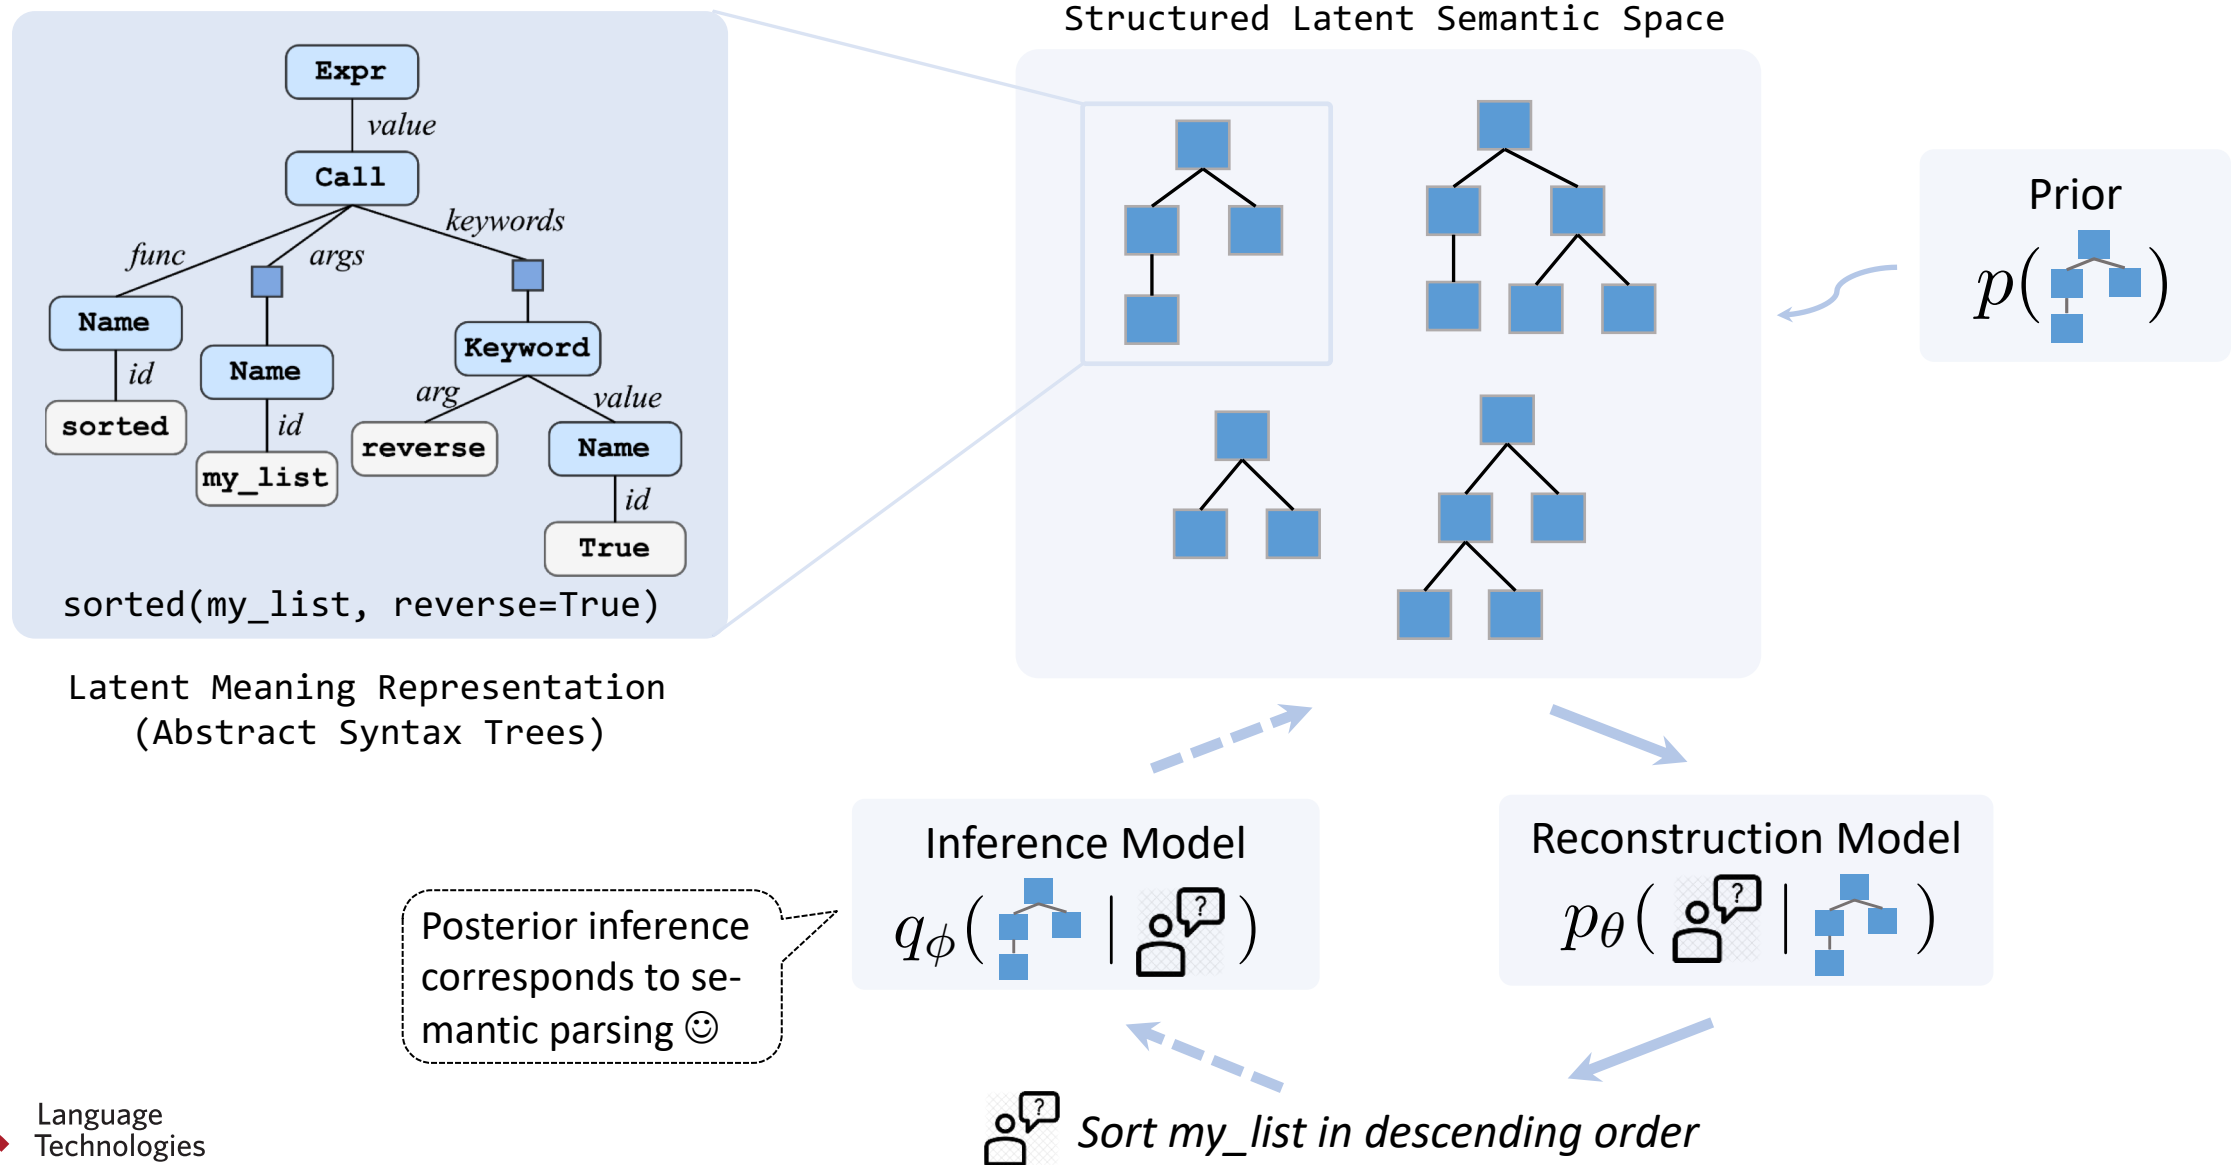 Structured Latent Semantic Space
Expr
value
Call
func
args
keywords
Name
Name
Keyword
id
id
arg
value
sorted
my_list
reverse
Name
id
True
sorted(my_list, reverse=True)
Latent Meaning Representation
(Abstract Syntax Trees)
Prior
p( )
Inference Model
qϕ( | )
Reconstruction Model
pθ( | )
Posterior inference
corresponds to se-
mantic parsing ☺
Sort my_list in descending order
Language
Technologies